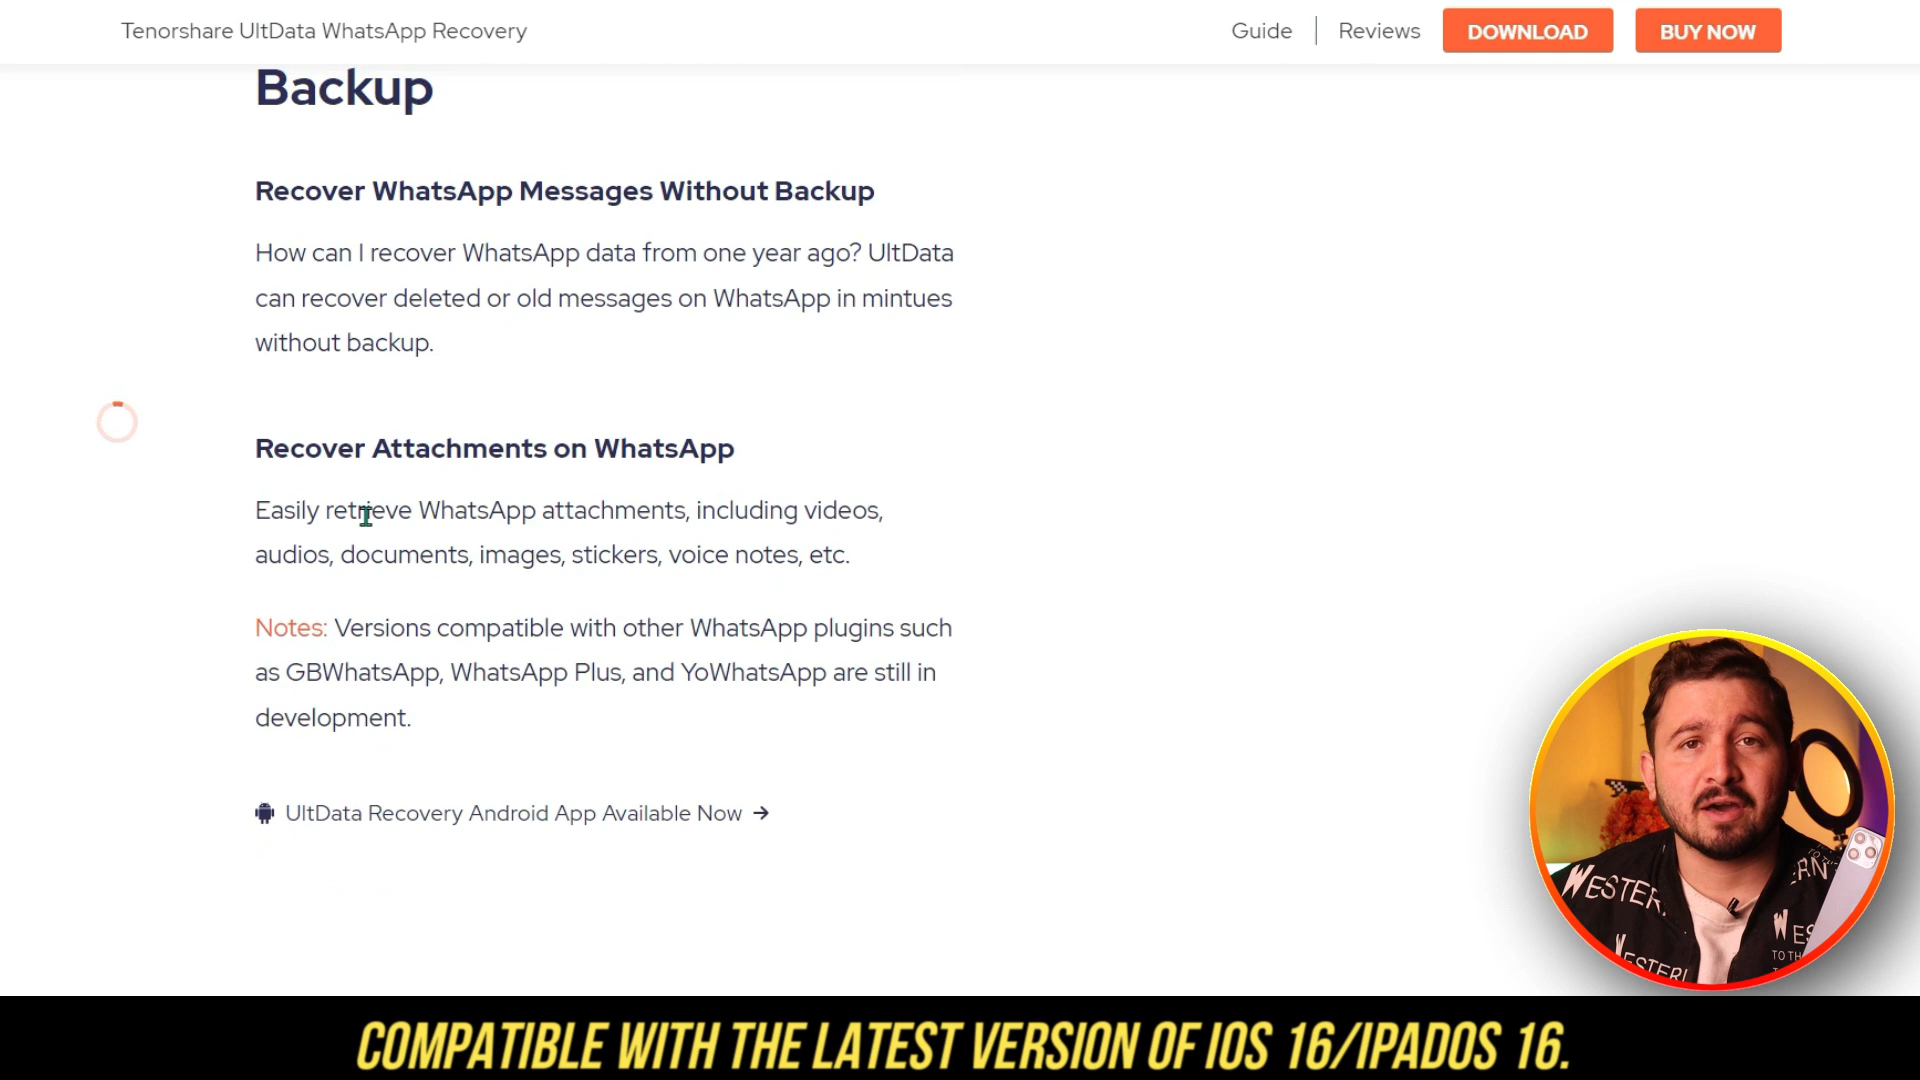 Tenorshare UltData WhatsApp Recovery
Guide
Reviews
DOWNLOAD
BUY NOW
Backup
Recover WhatsApp Messages Without Backup
How can I recover WhatsApp data from one year ago? UltData
can recover deleted or old messages on WhatsApp in mintues
without backup.
Recover Attachments on WhatsApp
Easily retrieve WhatsApp attachments, including videos,
audios, documents, images, stickers, voice notes, etc.
Notes: Versions compatible with other WhatsApp plugins such
as GBWhatsApp, WhatsApp Plus, and YoWhatsApp are still in
development.
UltData Recovery Android App Available Now →
WESTER
TO TH
COMPATIBLE WITH THE LATEST VERSION OF IOS 16/IPADOS 16.